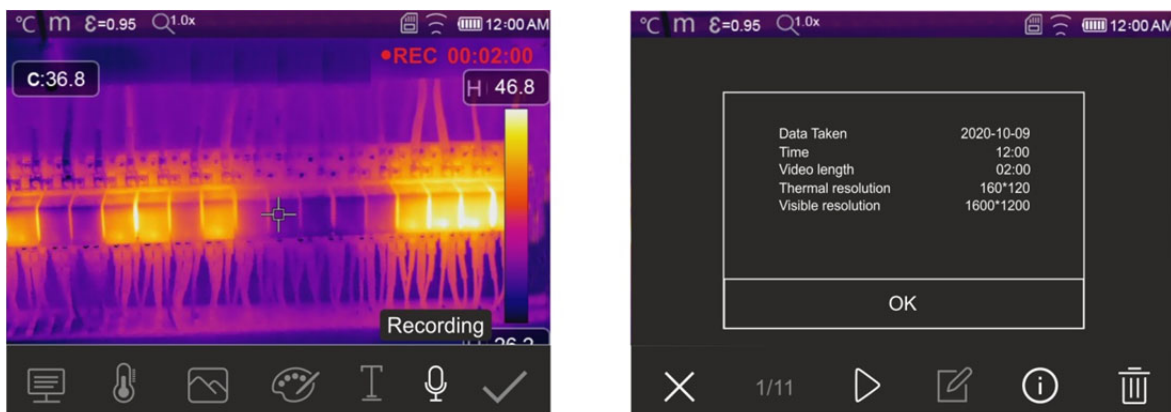 °C m Ɛ=0.95 1.0x 12:00 AM
●REC 00:02:00
C:36.8
H 46.8
Recording
°C m Ɛ=0.95 1.0x 12:00 AM
Data Taken 2020-10-09
Time 12:00
Video length 02:00
Thermal resolution 160*120
Visible resolution 1600*1200
OK
1/11